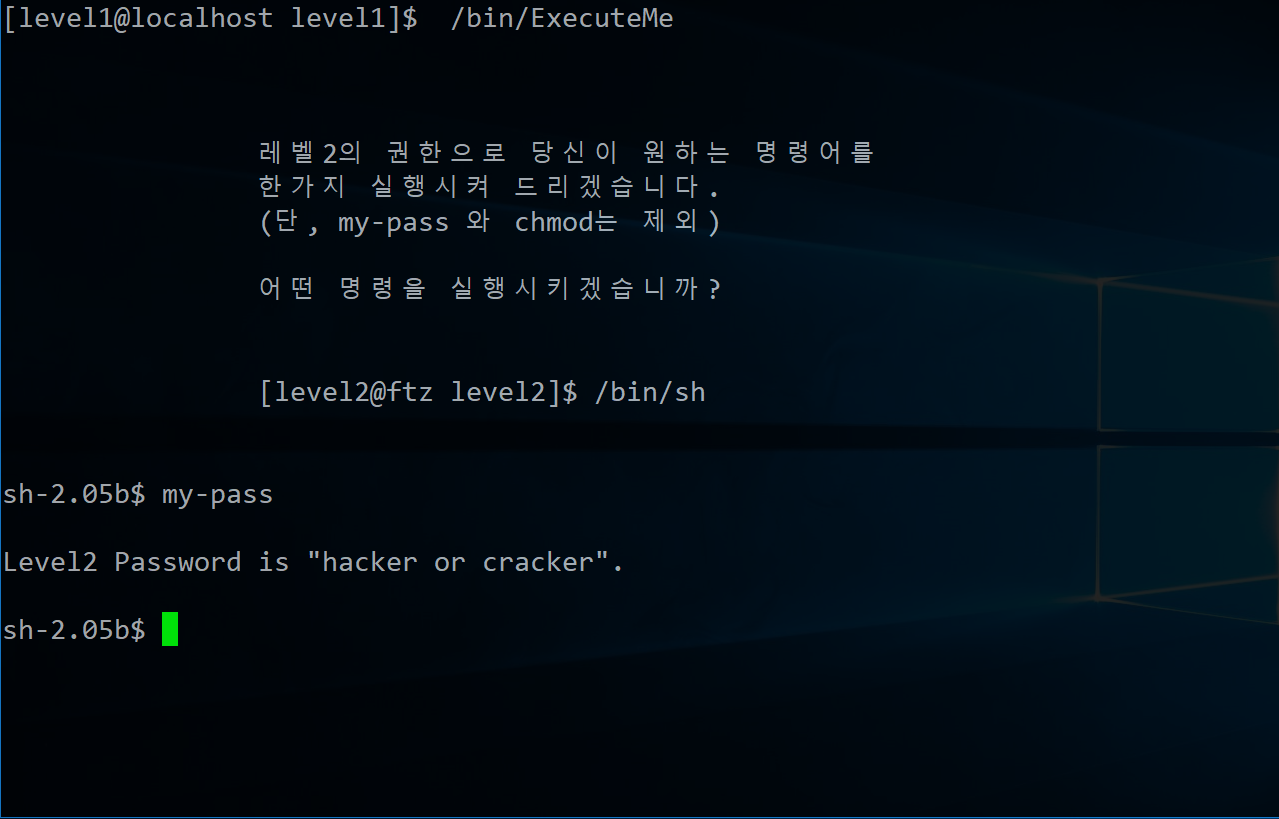 [level1@localhost level1]$  /bin/ExecuteMe
레벨2의 권한으로 당신이 원하는 명령어를
한가지 실행시켜 드리겠습니다.
(단, my-pass 와 chmod는 제외)
어떤 명령을 실행시키겠습니까?
[level2@ftz level2]$ /bin/sh
sh-2.05b$ my-pass
Level2 Password is "hacker or cracker".
sh-2.05b$